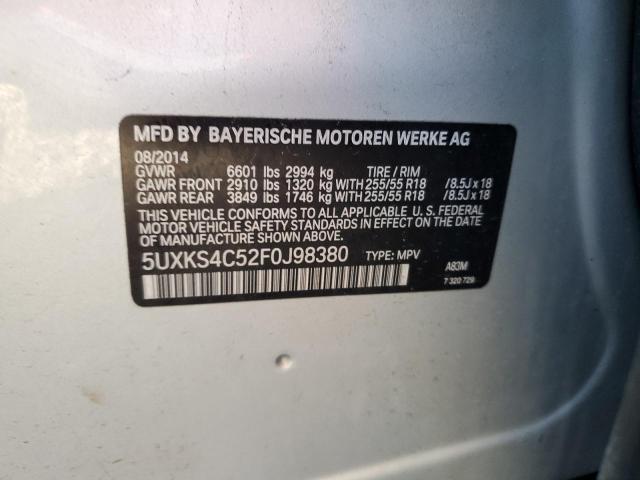 MFD BY BAYERISCHE MOTOREN WERKE AG
08/2014
GVWR 6601 lbs 2994 kg TIRE / RIM
GAWR FRONT 2910 lbs 1320 kg WITH 255/55 R18 /8.5J x 18
GAWR REAR 3849 lbs 1746 kg WITH 255/55 R18 /8.5J x 18
THIS VEHICLE CONFORMS TO ALL APPLICABLE U. S. FEDERAL
MOTOR VEHICLE SAFETY STANDARDS IN
EFFECT ON THE DATE OF MANUFACTURE
SHOWN ABOVE.
5UXKS4C52F0J98380 TYPE: MPV A83M
7 320 729